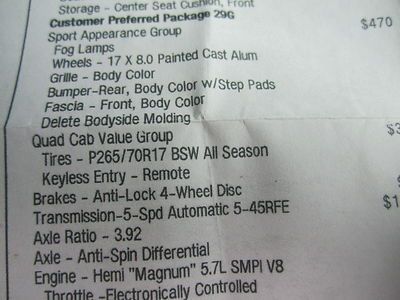 Storage - Center Seat Cushion, Front
Customer Preferred Package 29G
Sport Appearance Group $470
Fog Lamps
Wheels - 17 X 8.0 Painted Cast Alum
Grille - Body Color
Bumper-Rear, Body Color w/Step Pads
Fascia - Front, Body Color
Delete Bodyside Molding
Quad Cab Value Group
Tires - P265/70R17 BSW All Season
Keyless Entry - Remote
Brakes - Anti-Lock 4-Wheel Disc
Transmission-5-Spd Automatic 5-45RFE
Axle Ratio - 3.92
Axle - Anti-Spin Differential
Engine - Hemi "Magnum" 5.7L SMPI V8
Throttle -Electronically Controlled